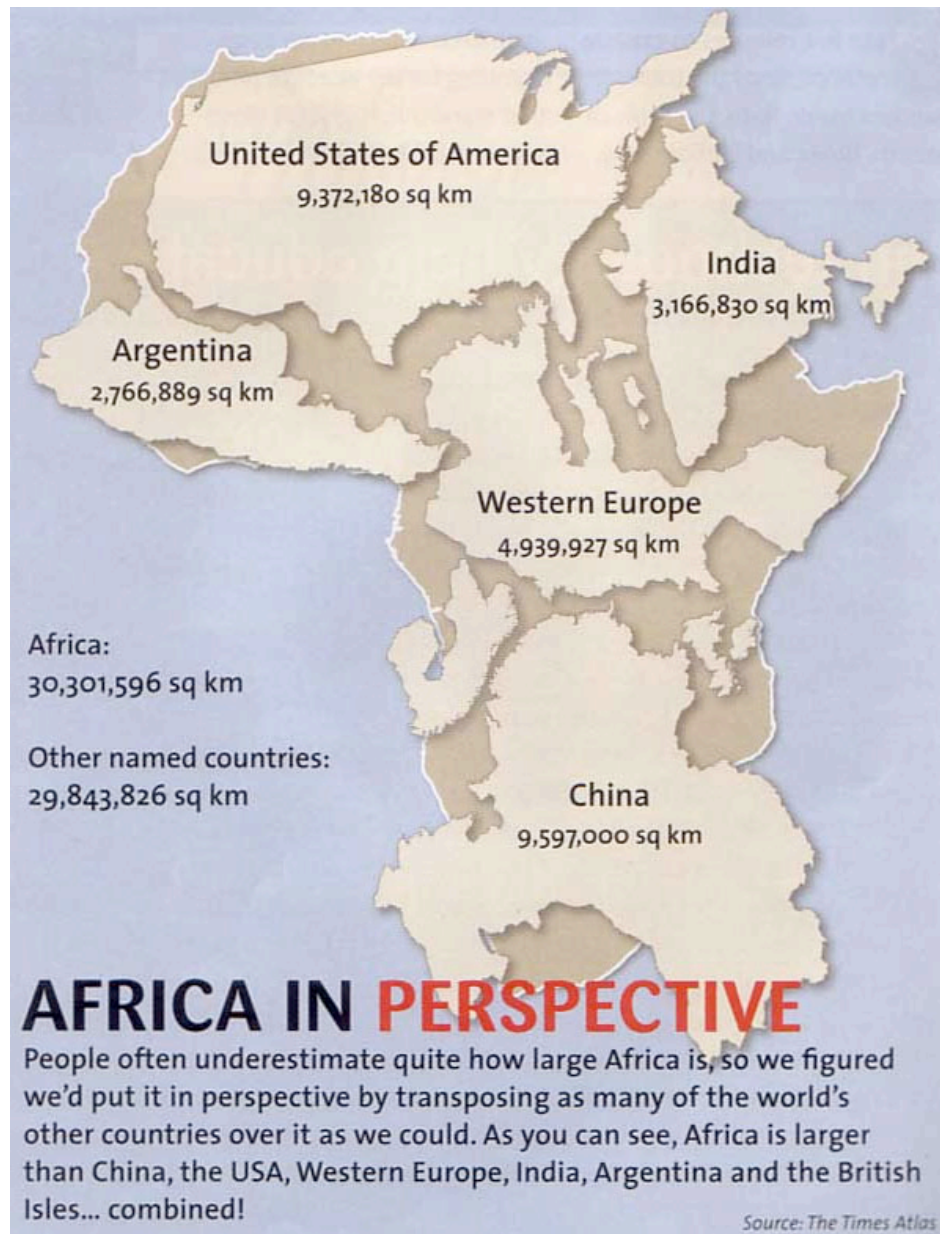 United States of America
9,372,180 sq km
India
3,166,830 sq km
Argentina
2,766,889 sq km
Western Europe
4,939,927 sq km
Africa:
30,301,596 sq km
Other named countries:
29,843,826 sq km
China
9,597,000 sq km
AFRICA IN PERSPECTIVE
People often underestimate quite how large Africa is, so we figured
we'd put it in perspective by transposing as many of the world's
other countries over it as we could. As you can see, Africa is larger
than China, the USA, Western Europe, India, Argentina and the British
Isles... combined!
Source: The Times Atlas